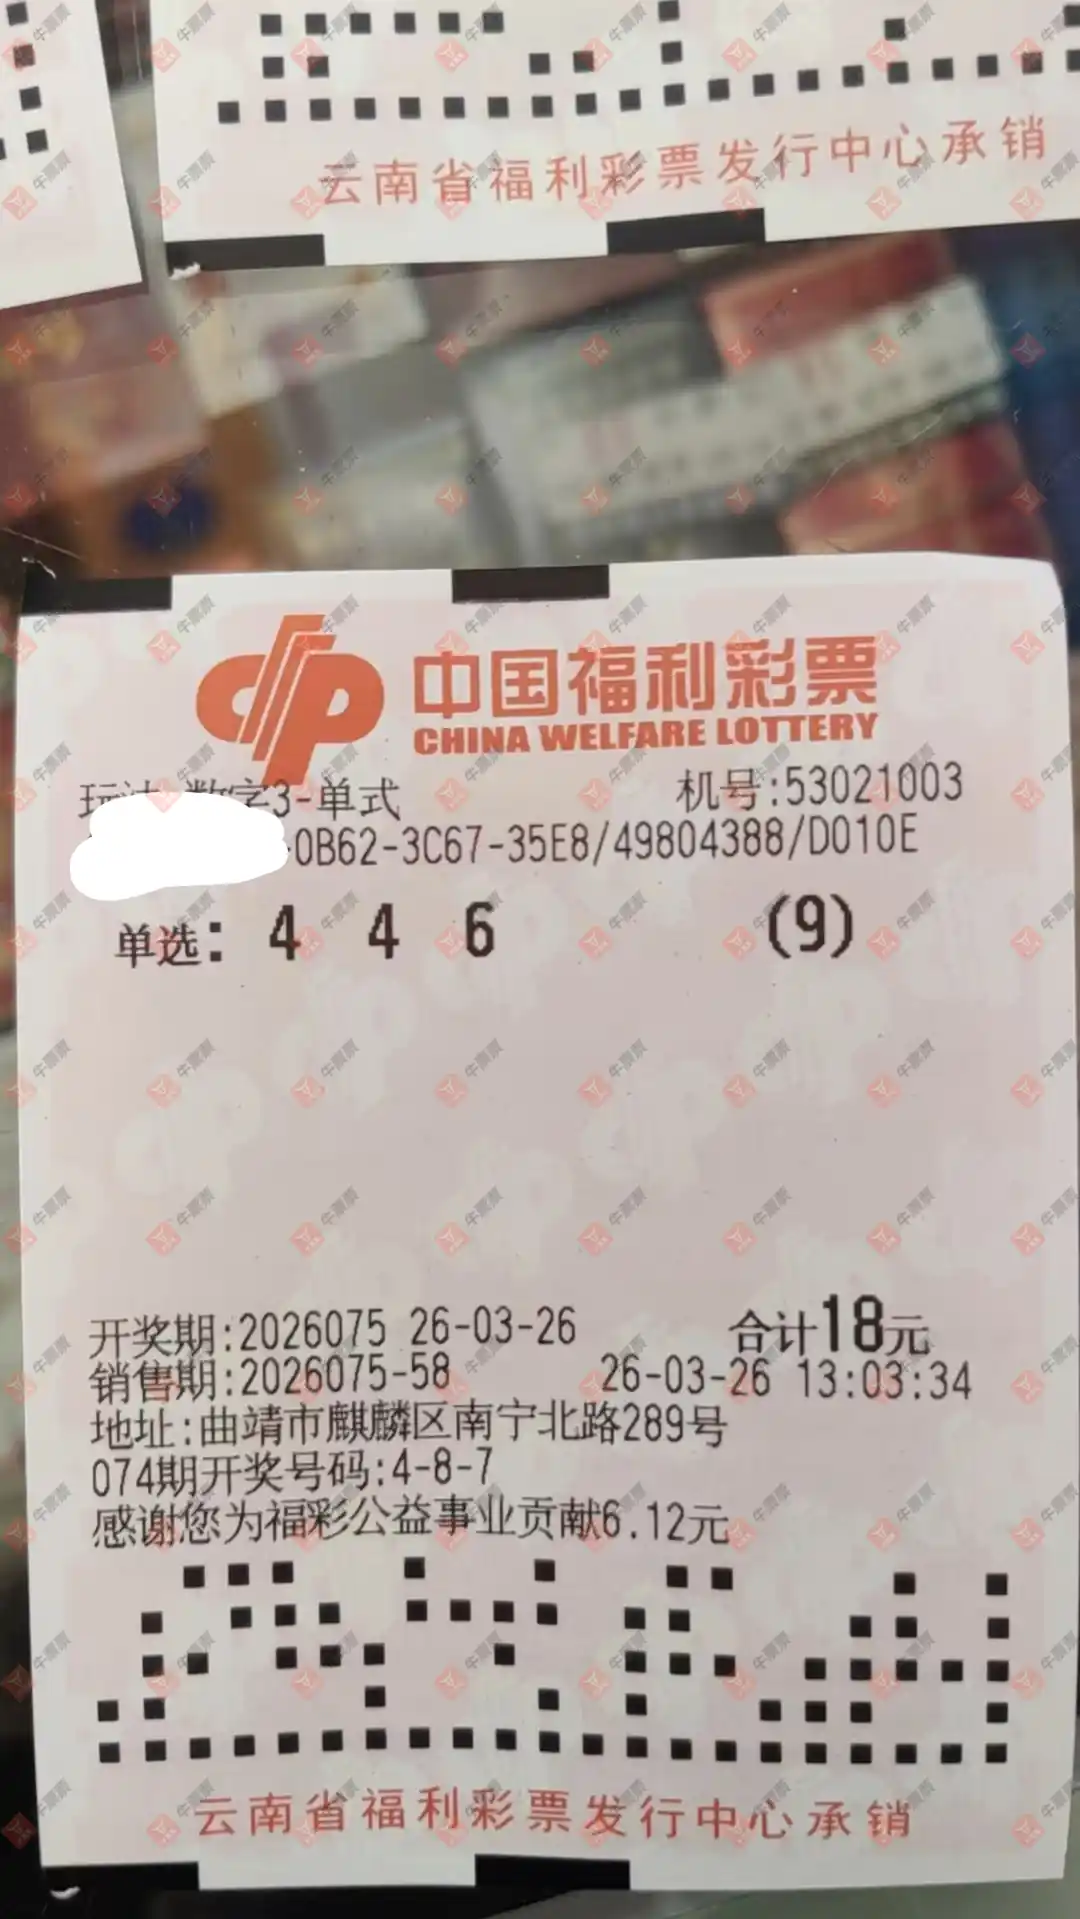 云南省福利彩票发行中心承销
中国福利彩票
CHINA WELFARE LOTTERY
玩法 数字3-单式 机号:53021003
-0B62-3C67-35E8/49804388/D010E
单选: 4 4 6 (9)
开奖期:2026075 26-03-26 合计18元
销售期:2026075-58 26-03-26 13:03:34
地址:曲靖市麒麟区南宁北路289号
074期开奖号码:4-8-7
感谢您为福彩公益事业贡献6.12元
云南省福利彩票发行中心承销
牛票票